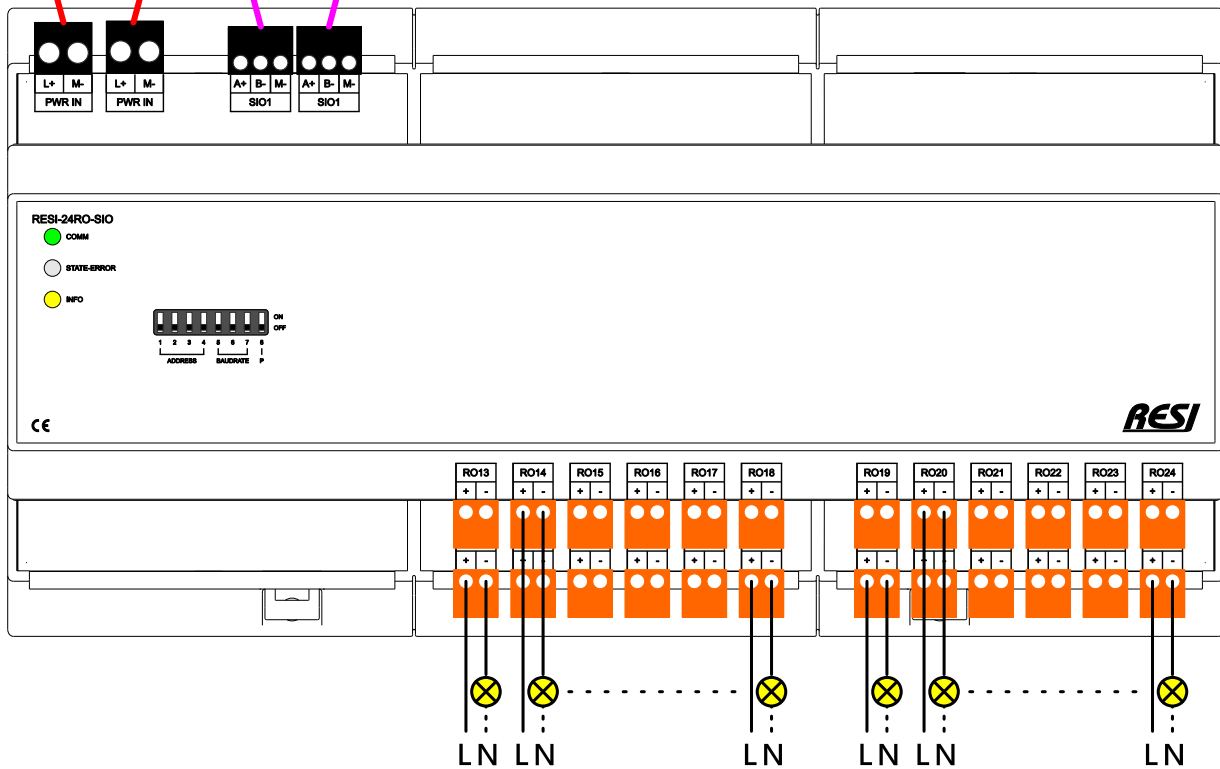 L+ M- L+ M- A+ B- M- A+ B- M-
PWR IN PWR IN SIO1 SIO1
RESI-24RO-SIO
COMM
STATE-ERROR
INFO
ON
OFF
1 2 3 4 5 6 7 8
ADDRESS BAUDRATE P
CE
RESI
RO13 RO14 RO15 RO16 RO17 RO18 RO19 RO20 RO21 RO22 RO23 RO24
+ - + - + - + - + - + - + - + - + - + - + - + -
+ - + - + - + - + - + - + - + - + - + - + - + -
L N L N L N L N L N L N